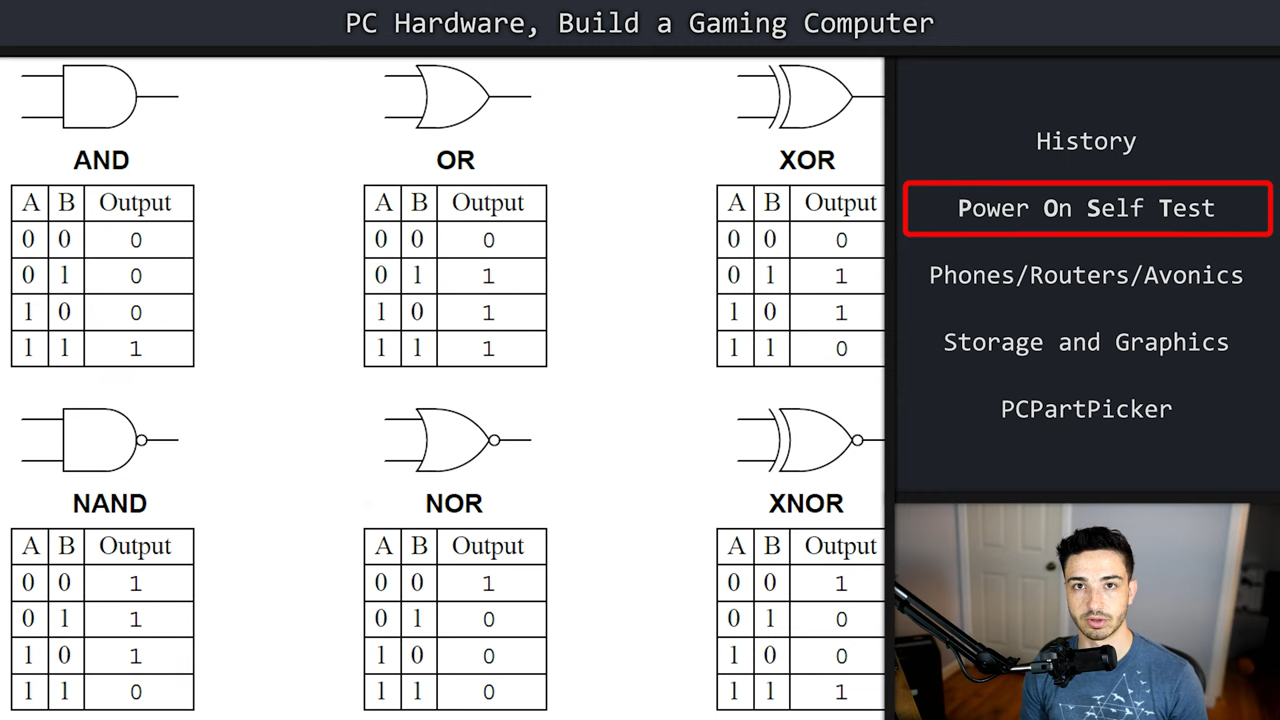 PC Hardware, Build a Gaming Computer
AND
A B Output
0 0 0
0 1 0
1 0 0
1 1 1
OR
A B Output
0 0 0
0 1 1
1 0 1
1 1 1
XOR
A B Output
0 0 0
0 1 1
1 0 1
1 1 0
NAND
A B Output
0 0 1
0 1 1
1 0 1
1 1 0
NOR
A B Output
0 0 1
0 1 0
1 0 0
1 1 0
XNOR
A B Output
0 0 1
0 1 0
1 0 0
1 1 1
History
Power On Self Test
Phones/Routers/Avonics
Storage and Graphics
PCPartPicker